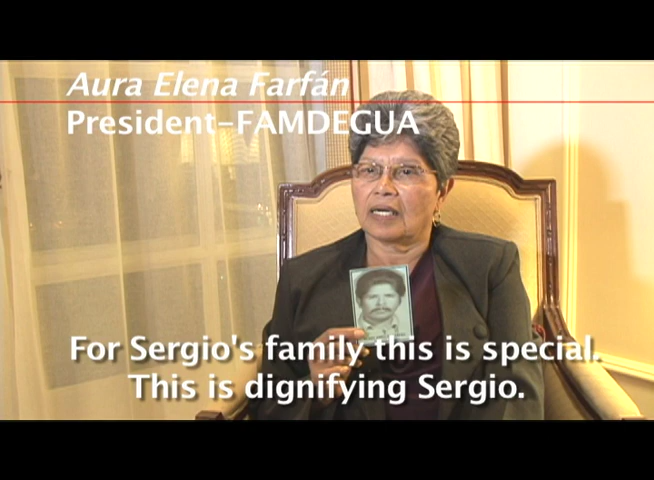 Aura Elena Farfán
President-FAMDEGUA
For Sergio's family this is special.
This is dignifying Sergio.